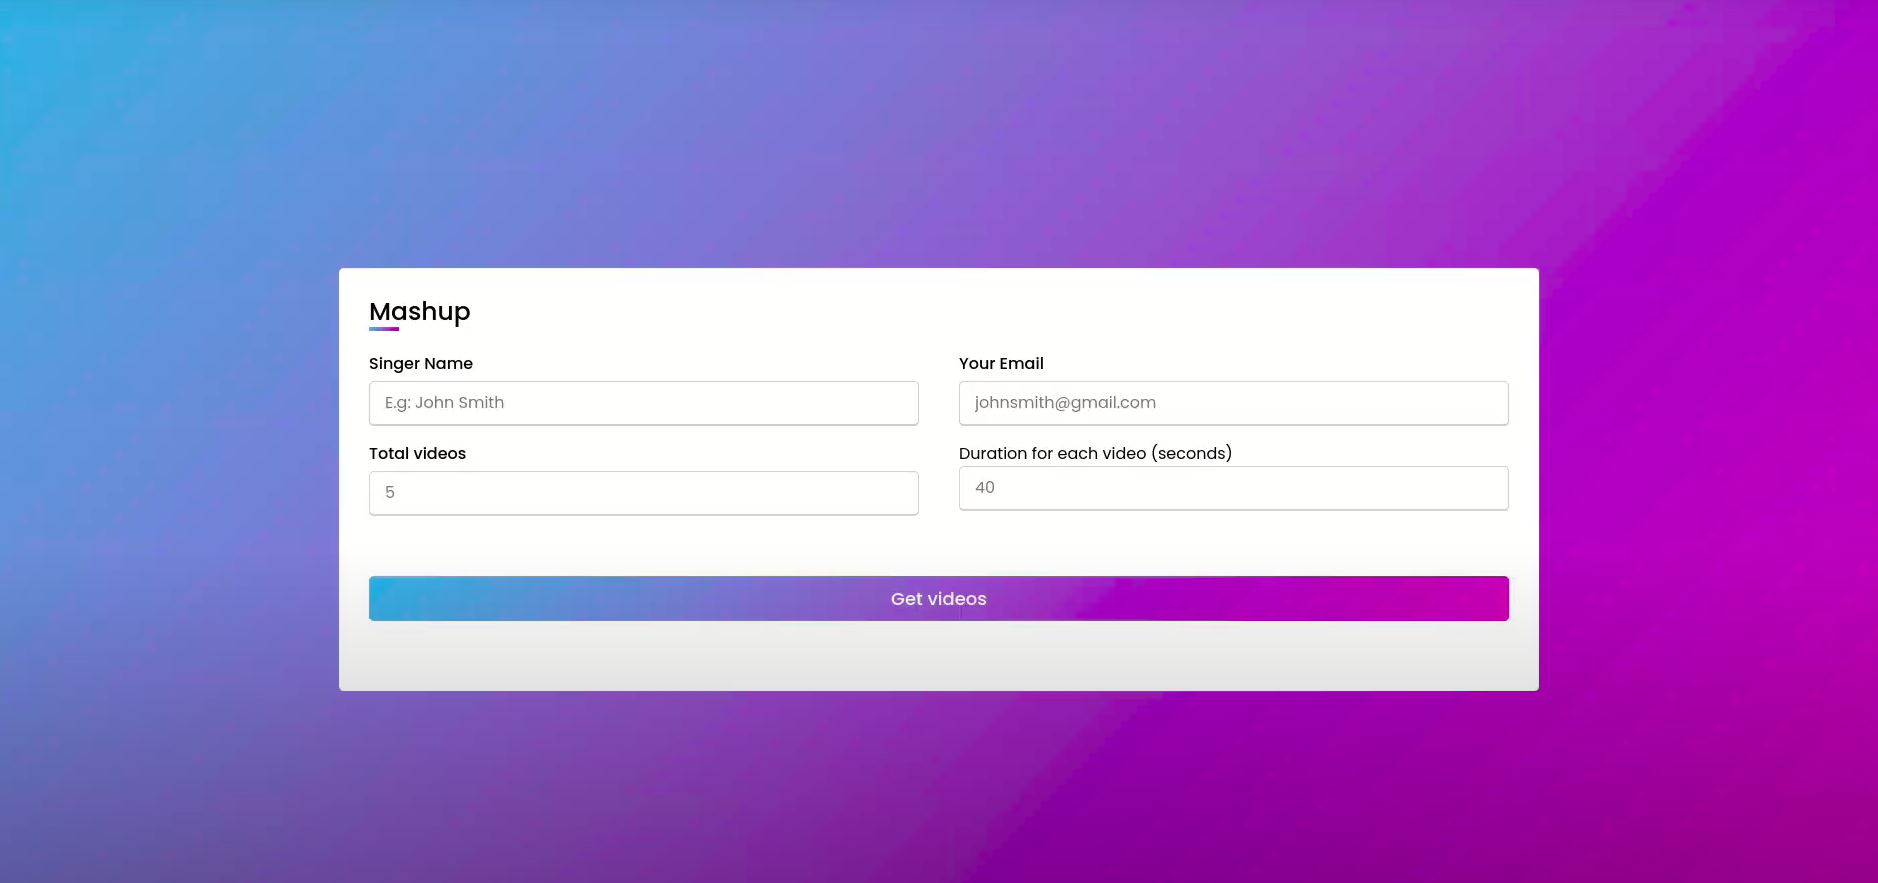 Mashup
Singer Name
Your Email
E.g: John Smith
johnsmith@gmail.com
Total videos
Duration for each video (seconds)
5
40
Get videos